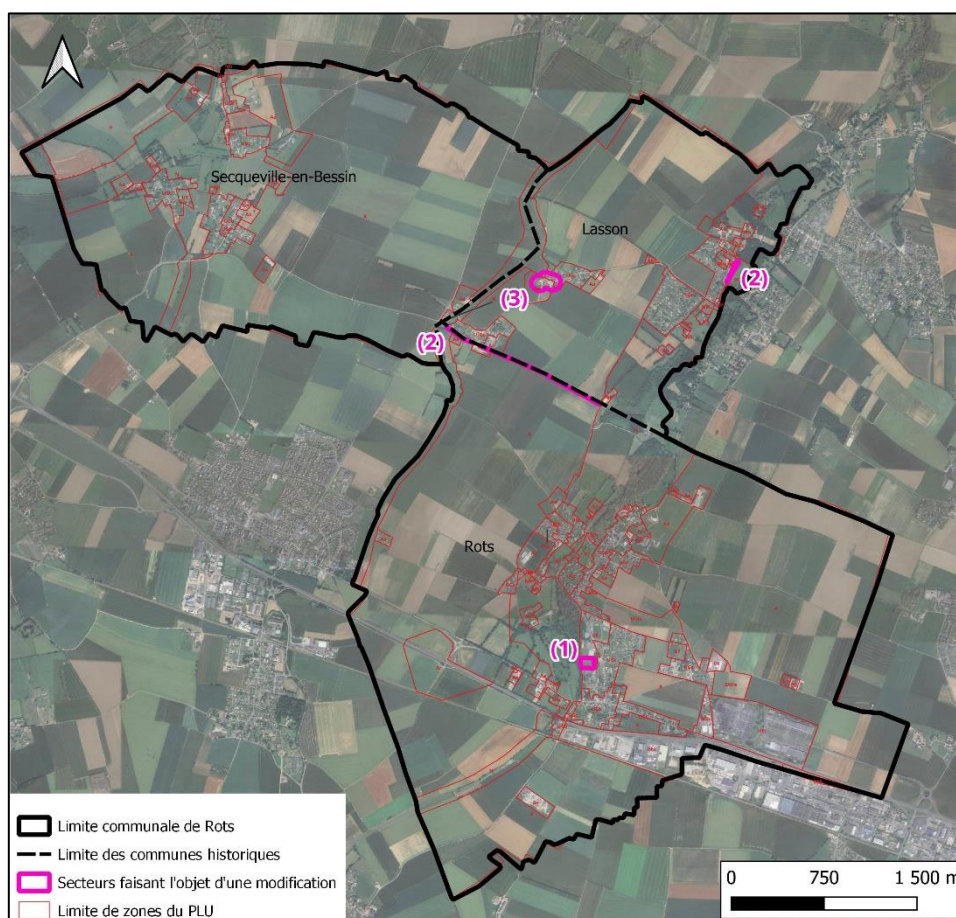 Secqueville-en-Bessin
Lasson
(2)
(3)
(2)
Rots
(1)
Limite communale de Rots
Limite des communes historiques
Secteurs faisant l'objet d'une modification
Limite de zones du PLU
0 750 1 500 m